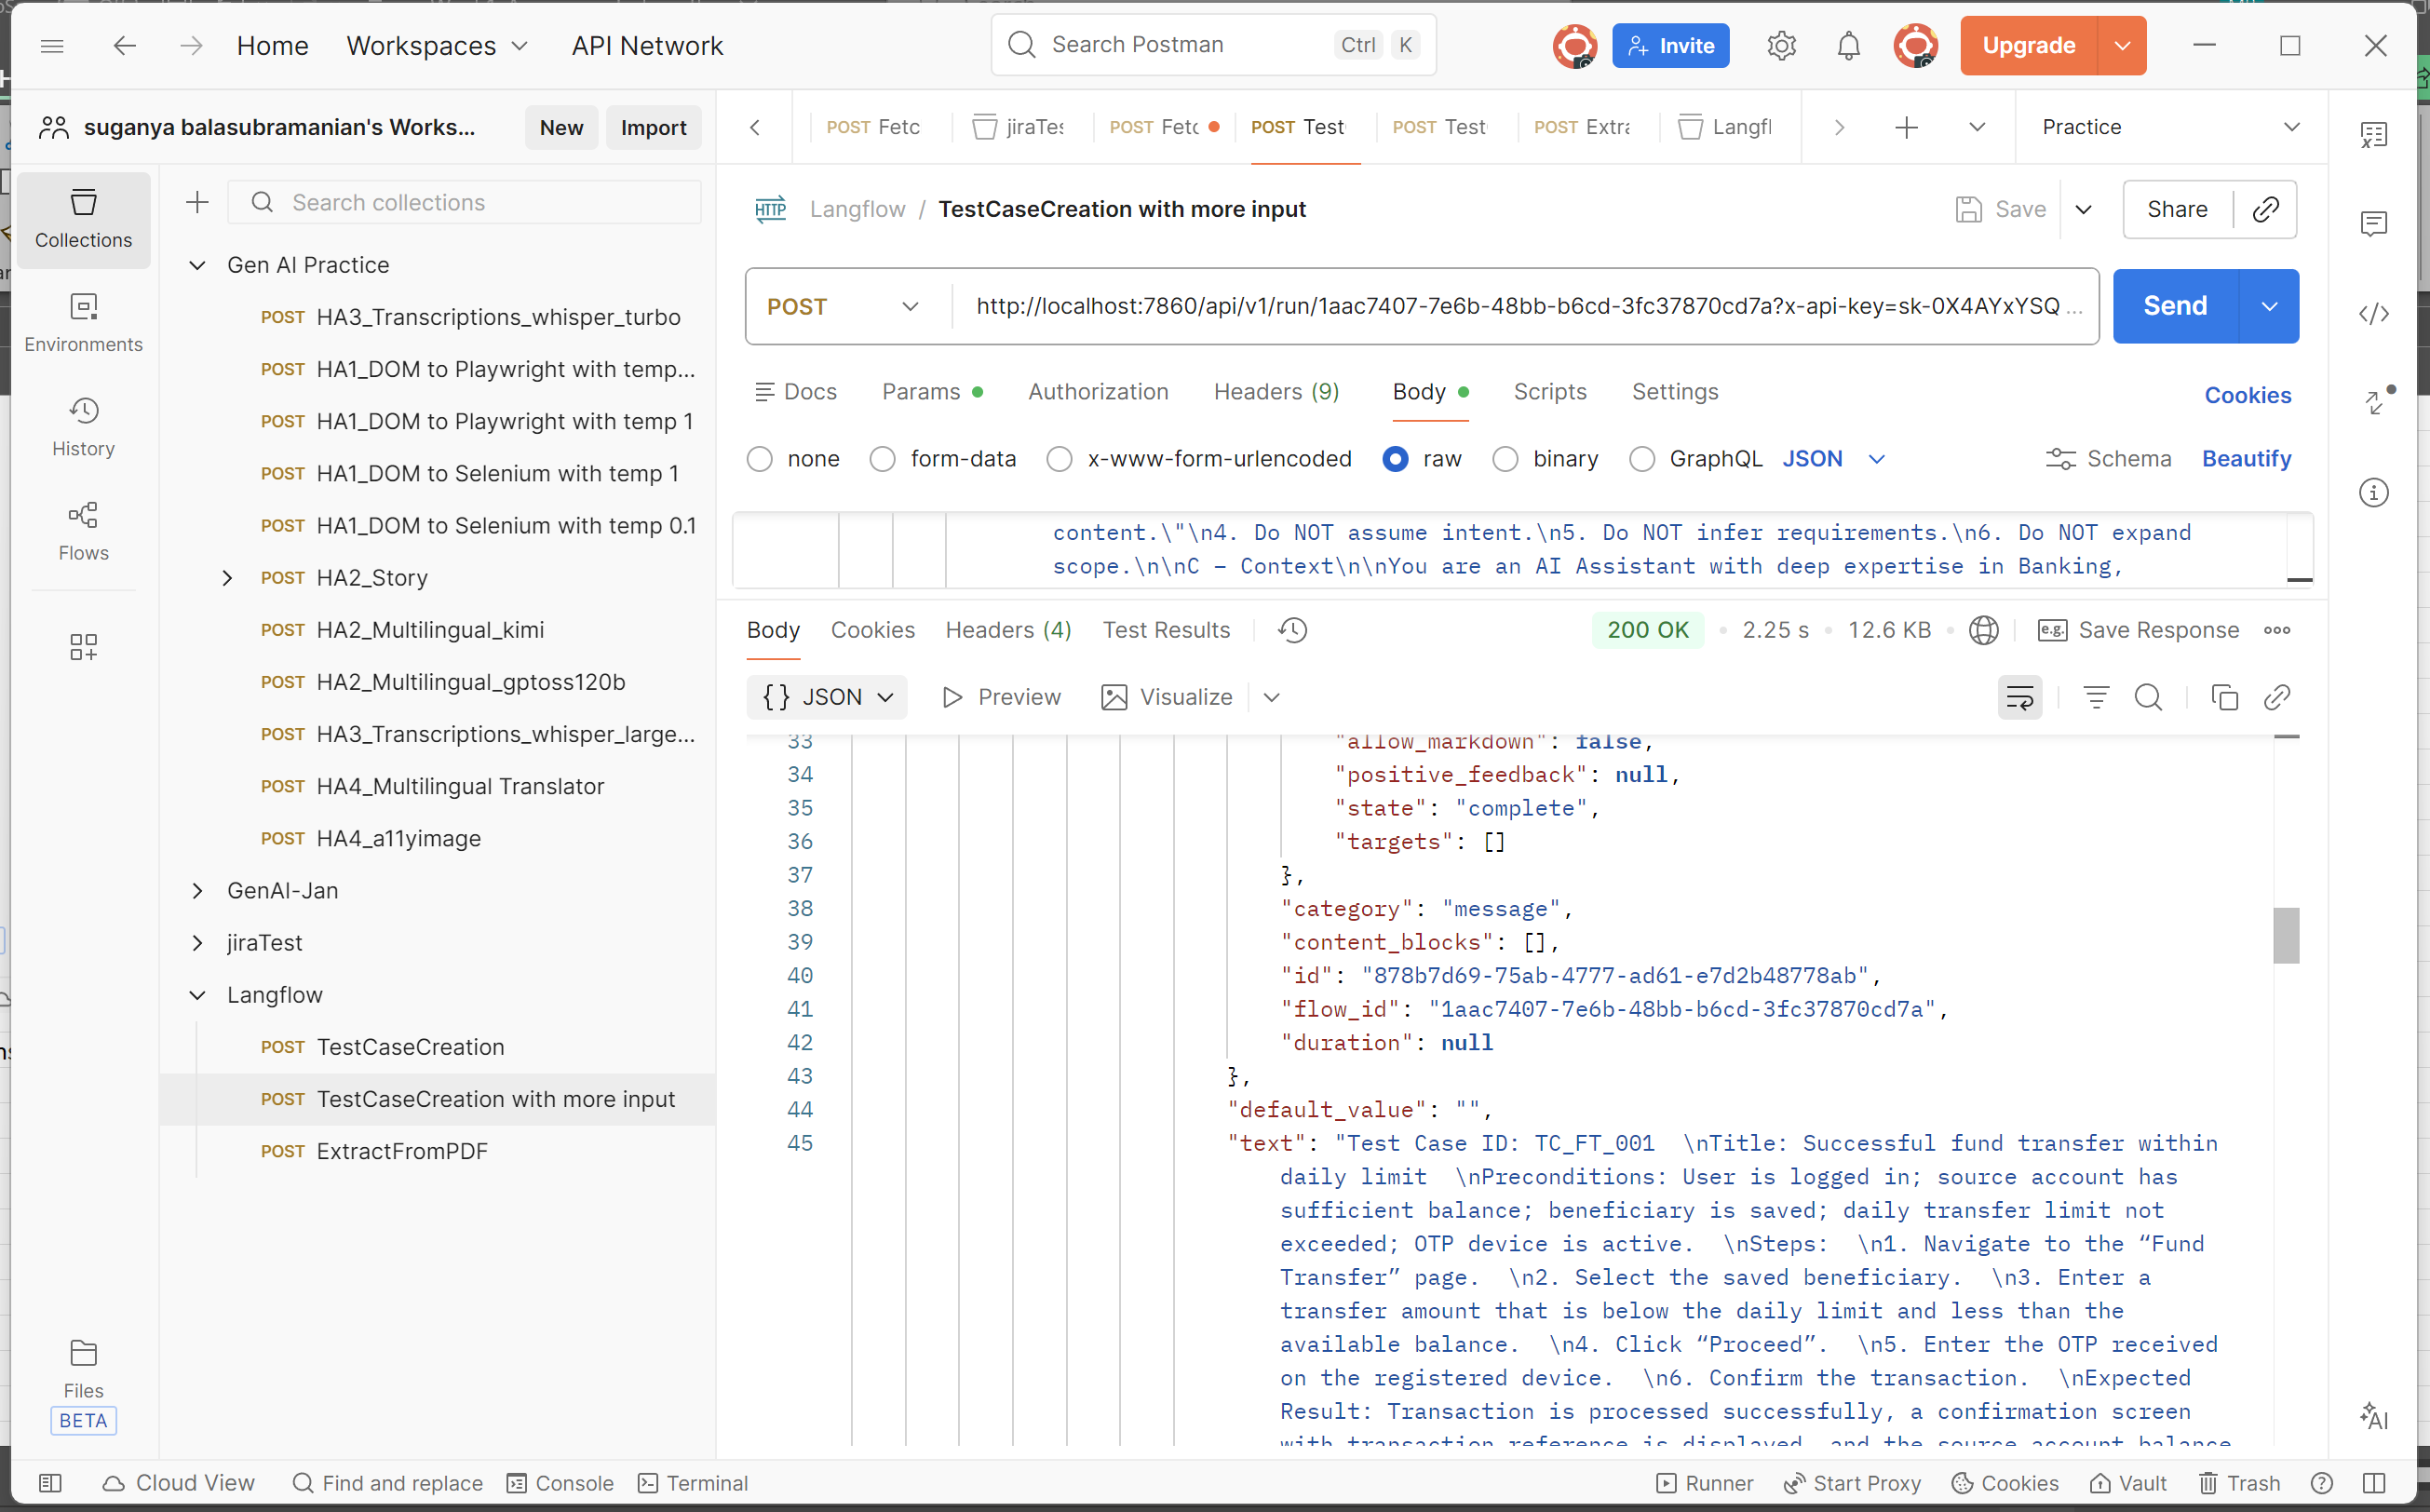 Home
Workspaces
API Network
Search Postman
Ctrl
K
Invite
Upgrade
suganya balasubramanian's Works...
New
Import
POST Fetc
jiraTes
POST Fetc
POST Test
POST Test
POST Extra
Langfl
Practice
Collections
Environments
History
Flows
Files
BETA
Search collections
Gen AI Practice
POST HA3_Transcriptions_whisper_turbo
POST HA1_DOM to Playwright with temp...
POST HA1_DOM to Playwright with temp 1
POST HA1_DOM to Selenium with temp 1
POST HA1_DOM to Selenium with temp 0.1
POST HA2_Story
POST HA2_Multilingual_kimi
POST HA2_Multilingual_gptoss120b
POST HA3_Transcriptions_whisper_large...
POST HA4_Multilingual Translator
POST HA4_a11yimage
GenAI-Jan
jiraTest
Langflow
POST TestCaseCreation
POST TestCaseCreation with more input
POST ExtractFromPDF
HTTP Langflow / TestCaseCreation with more input
Save
Share
POST
http://localhost:7860/api/v1/run/1aac7407-7e6b-48bb-b6cd-3fc37870cd7a?x-api-key=sk-0X4AYxYSQ ...
Send
Docs
Params
Authorization
Headers (9)
Body
Scripts
Settings
Cookies
none
form-data
x-www-form-urlencoded
raw
binary
GraphQL
JSON
Schema
Beautify
content.\"\n4. Do NOT assume intent.\n5. Do NOT infer requirements.\n6. Do NOT expand
scope.\n\nC – Context\n\nYou are an AI Assistant with deep expertise in Banking,
Body
Cookies
Headers (4)
Test Results
200 OK
2.25 s
12.6 KB
e.g. Save Response
{} JSON
Preview
Visualize
33 "allow_markdown": false,
34 "positive_feedback": null,
35 "state": "complete",
36 "targets": []
37 },
38 "category": "message",
39 "content_blocks": [],
40 "id": "878b7d69-75ab-4777-ad61-e7d2b48778ab",
41 "flow_id": "1aac7407-7e6b-48bb-b6cd-3fc37870cd7a",
42 "duration": null
43 },
44 "default_value": "",
45 "text": "Test Case ID: TC_FT_001  \nTitle: Successful fund transfer within
daily limit  \nPreconditions: User is logged in; source account has
sufficient balance; beneficiary is saved; daily transfer limit not
exceeded; OTP device is active.  \nSteps:  \n1. Navigate to the “Fund
Transfer” page.  \n2. Select the saved beneficiary.  \n3. Enter a
transfer amount that is below the daily limit and less than the
available balance.  \n4. Click “Proceed”.  \n5. Enter the OTP received
on the registered device.  \n6. Confirm the transaction.  \nExpected
Result: Transaction is processed successfully, a confirmation screen
with transaction reference is displayed, and the source account balance
AI
Cloud View
Find and replace
Console
Terminal
Runner
Start Proxy
Cookies
Vault
Trash